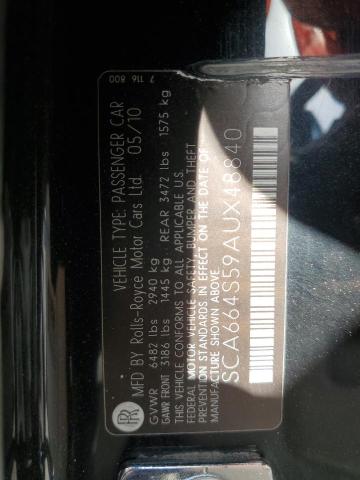 7 116 800
VEHICLE TYPE: PASSENGER CAR
MFD BY Rolls-Royce Motor Cars Ltd. 05/10
GVWR 6482 lbs 2940 kg
GAWR FRONT 3186 lbs 1445 kg REAR 3472 lbs 1575 kg
THIS VEHICLE CONFORMS TO ALL APPLICABLE U.S.
FEDERAL MOTOR VEHICLE SAFETY, BUMPER, AND THEFT
PREVENTION STANDARDS IN EFFECT ON THE DATE OF
MANUFACTURE SHOWN ABOVE.
SCA664S59AUX48840
RR